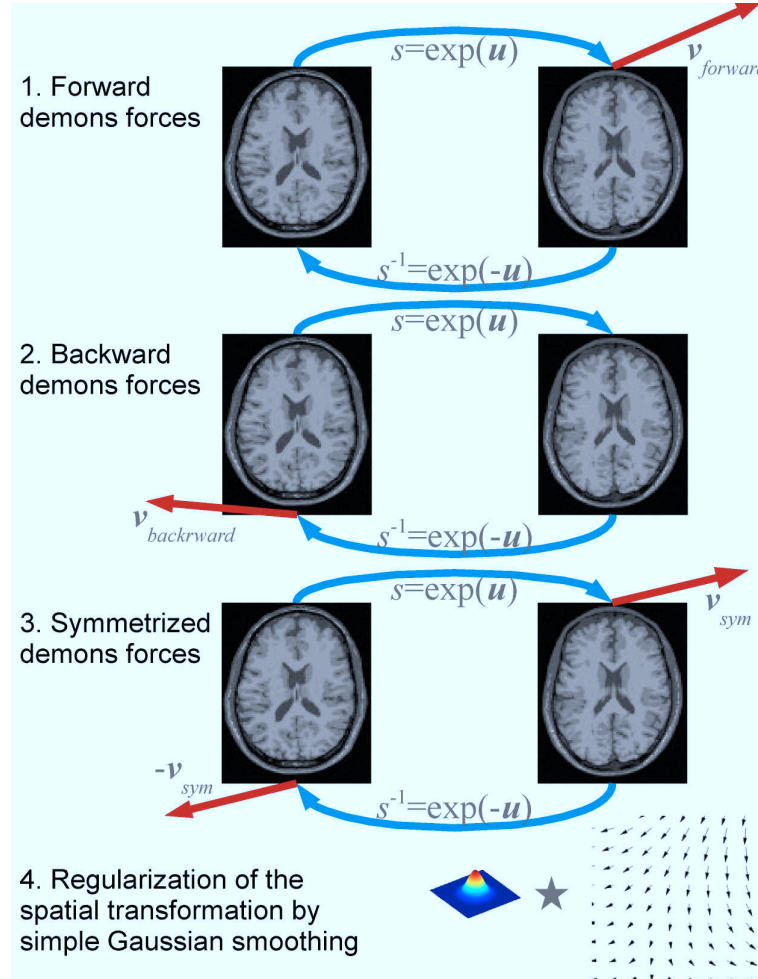 s=exp(u)
v forward
1. Forward
demons forces
s⁻¹=exp(-u)
s=exp(u)
2. Backward
demons forces
v backrward
s⁻¹=exp(-u)
s=exp(u)
v sym
3. Symmetrized
demons forces
-v sym
s⁻¹=exp(-u)
4. Regularization of the
spatial transformation by
simple Gaussian smoothing